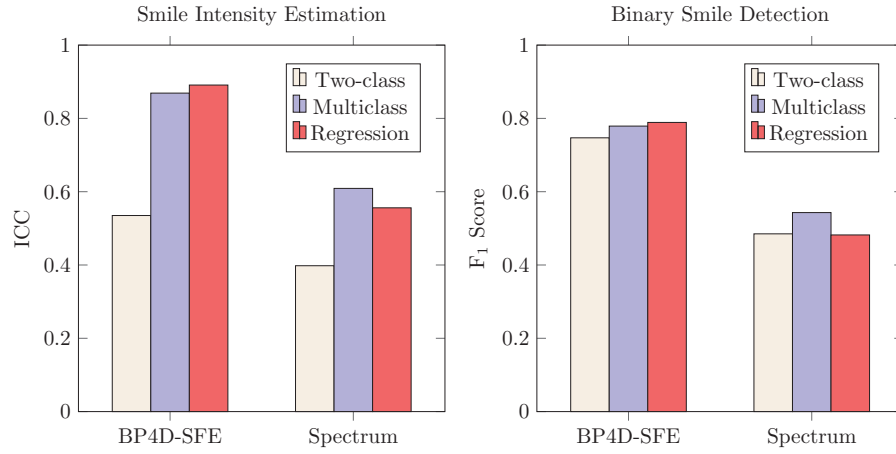 Smile Intensity Estimation
1
0.8
0.6
0.4
0.2
0
ICC
Two-class
Multiclass
Regression
BP4D-SFE
Spectrum
Binary Smile Detection
1
0.8
0.6
0.4
0.2
0
F₁ Score
Two-class
Multiclass
Regression
BP4D-SFE
Spectrum